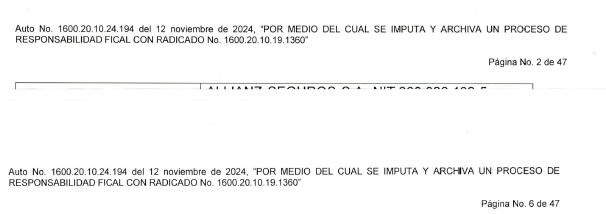 Auto No. 1600.20.10.24.194 del 12 noviembre de 2024, "POR MEDIO DEL CUAL SE IMPUTA Y ARCHIVA UN PROCESO DE
RESPONSABILIDAD FICAL CON RADICADO No. 1600.20.10.19.1360"
Página No. 2 de 47
ALLIANZ SEGUROS S.A. NIT
Auto No. 1600.20.10.24.194 del 12 noviembre de 2024, "POR MEDIO DEL CUAL SE IMPUTA Y ARCHIVA UN PROCESO DE
RESPONSABILIDAD FICAL CON RADICADO No. 1600.20.10.19.1360"
Página No. 6 de 47